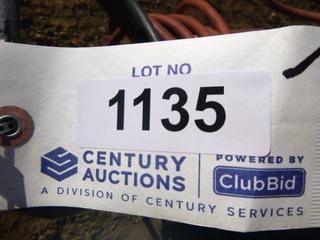 LOT NO
1135
CENTURY
AUCTIONS
POWERED BY
ClubBid
A DIVISION OF CENTURY SERVICES